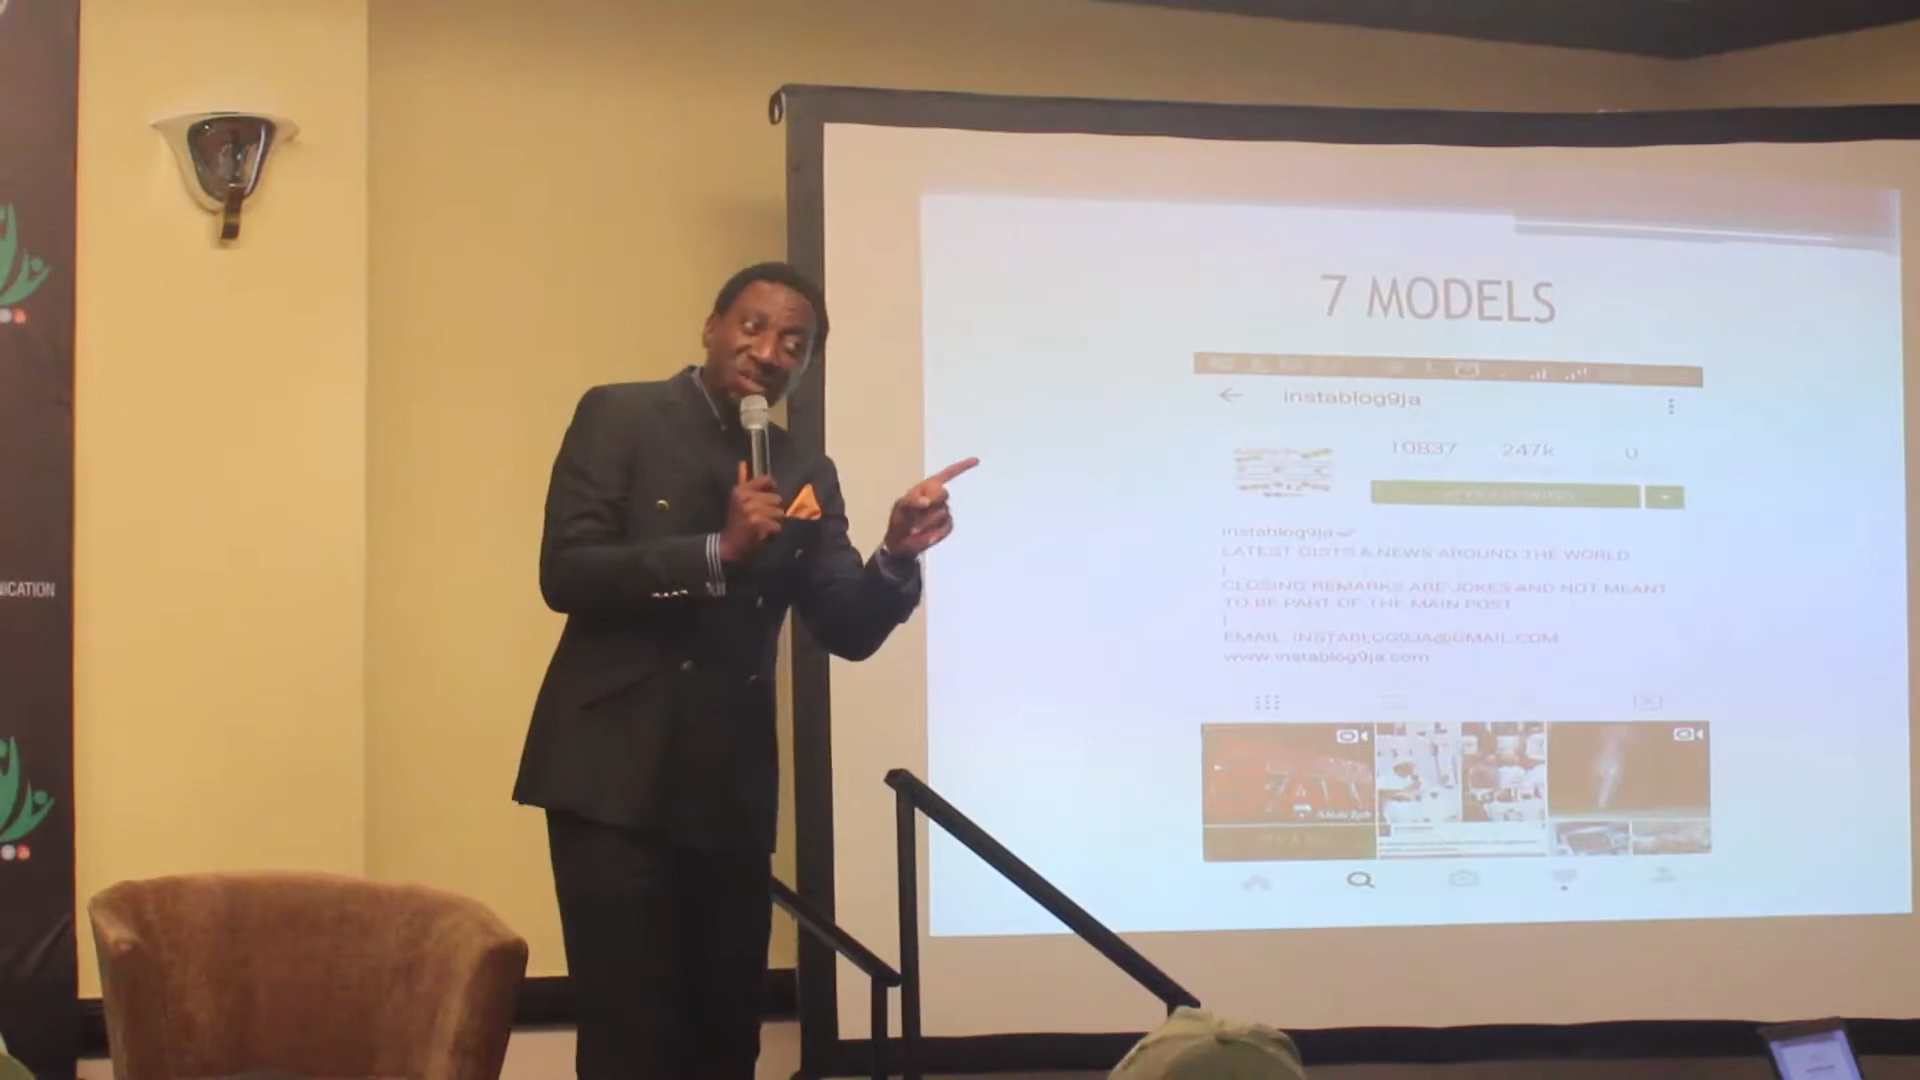 NICATION
7 MODELS
instablog9ja
10837 247k 0
instablog9ja
LATEST GISTS & NEWS AROUND THE WORLD
|
CLOSING REMARKS ARE JOKES AND NOT MEANT
TO BE PART OF THE MAIN POST
|
EMAIL: INSTABLOG9JA@GMAIL.COM
www.instablog9ja.com